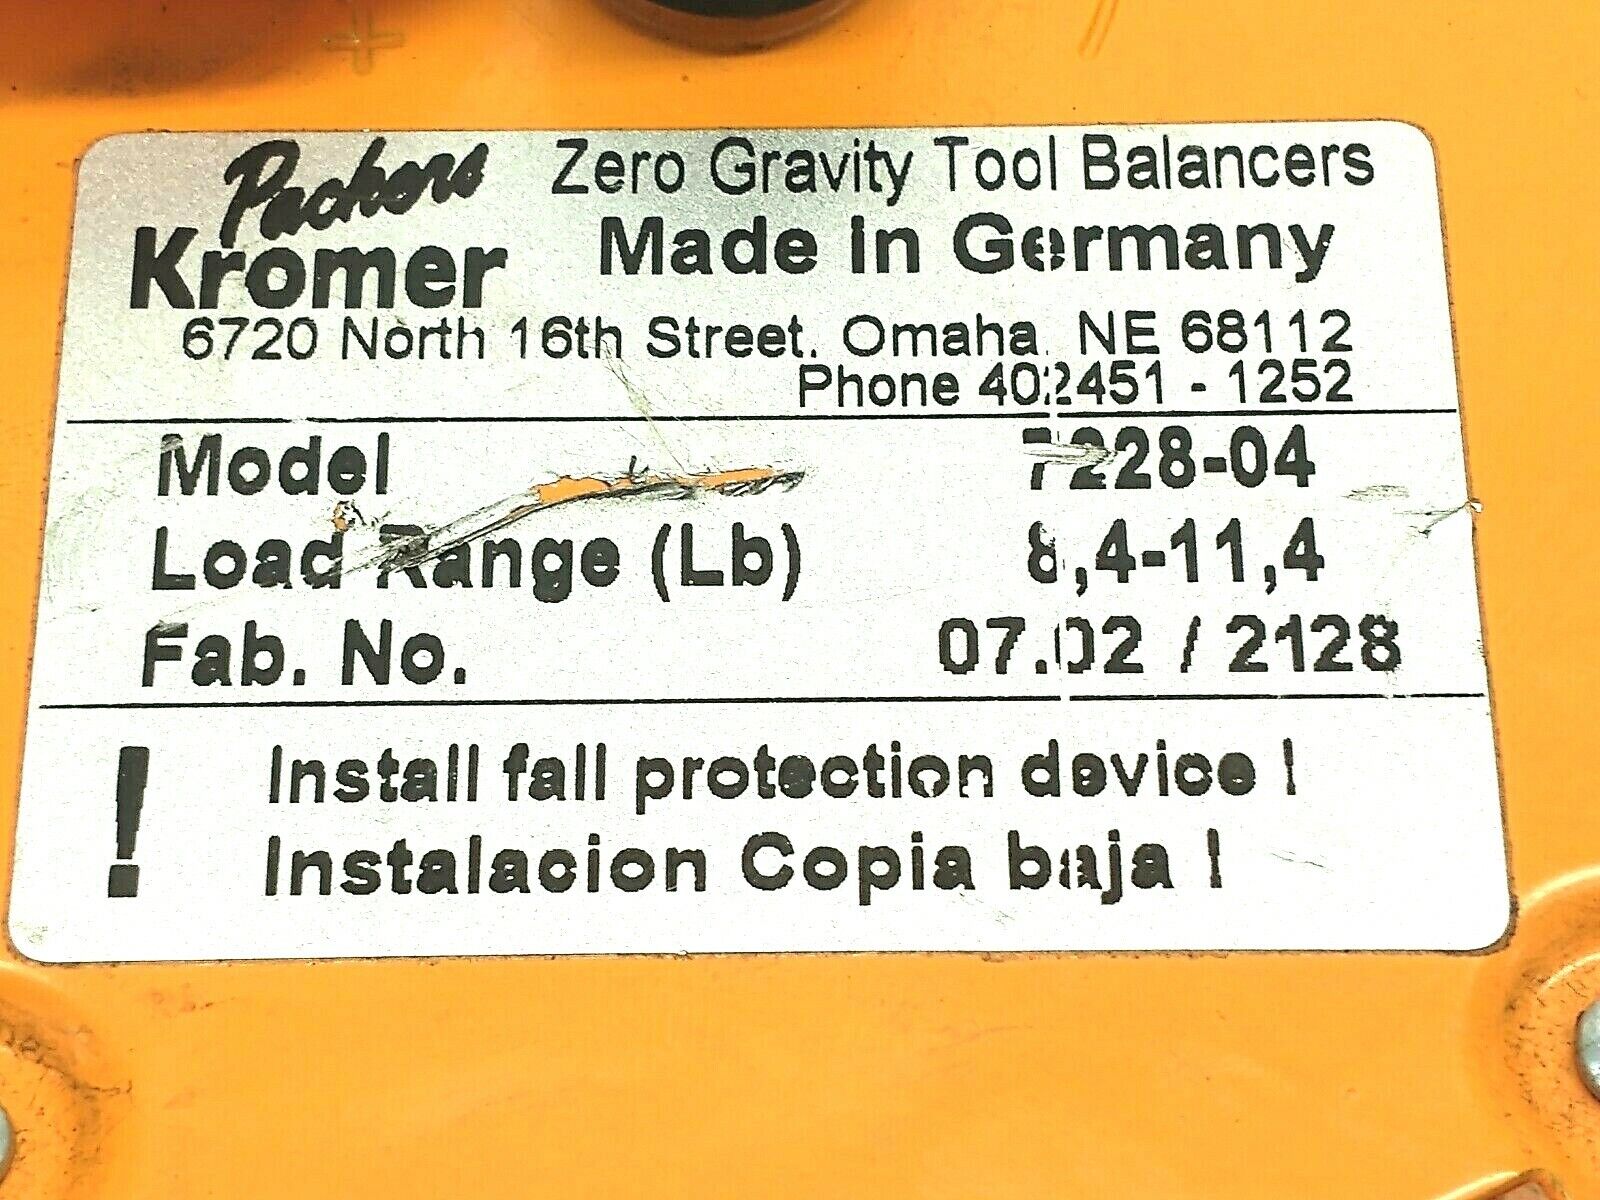 Packers Zero Gravity Tool Balancers
Kromer Made in Germany
6720 North 16th Street, Omaha, NE 68112
Phone 402451 - 1252
Model 7228-04
Load Range (Lb) 8,4-11,4
Fab. No. 07.02 / 2128
! Install fall protection device !
Instalacion Copia baja !